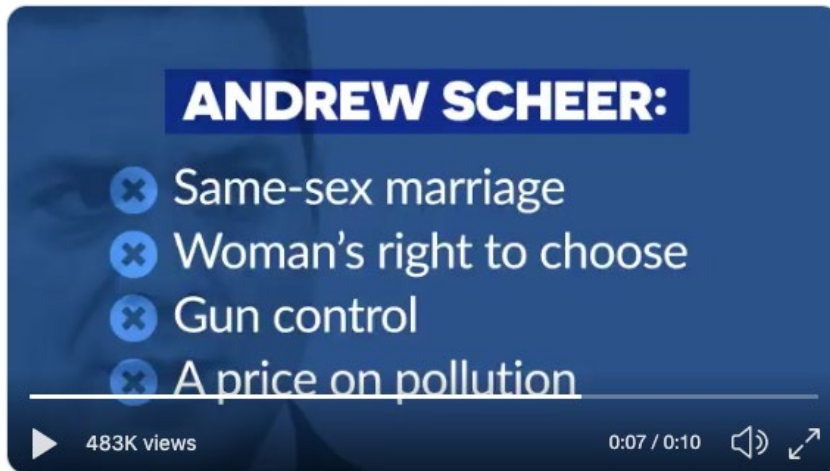 ANDREW SCHEER:
Same-sex marriage
Woman's right to choose
Gun control
A price on pollution
483K views 0:07 / 0:10